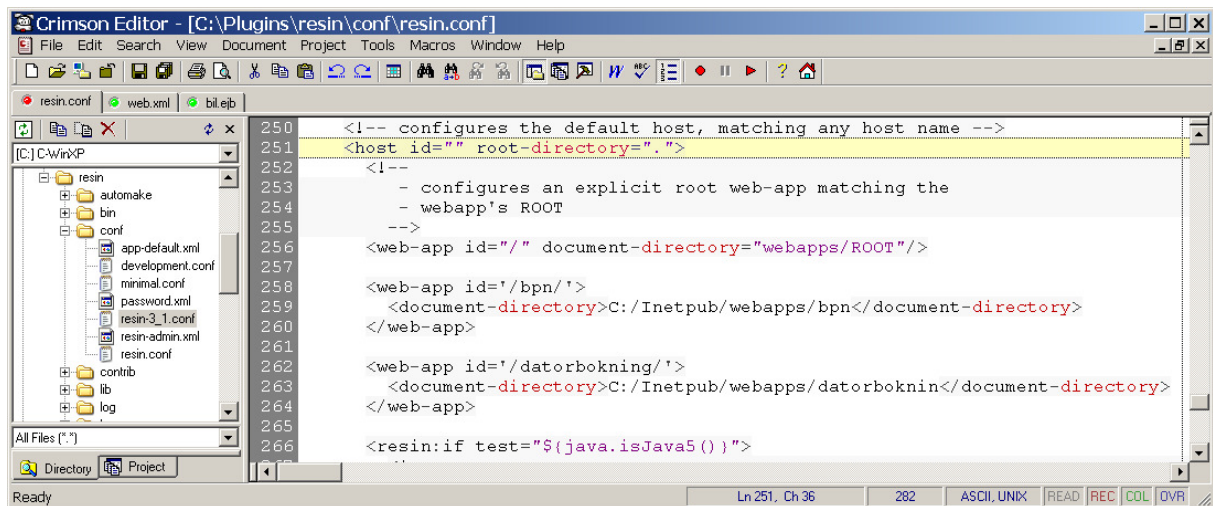 Crimson Editor - [C:\Plugins\resin\conf\resin.conf]
File Edit Search View Document Project Tools Macros Window Help
resin.conf web.xml bil.ejb
[C:] C-WinXP
resin
automake
bin
conf
app-default.xml
development.conf
minimal.conf
password.xml
resin-3_1.conf
resin-admin.xml
resin.conf
contrib
lib
log
All Files (*.*)
Directory Project
250 <!-- configures the default host, matching any host name -->
251 <host id="" root-directory=".">
252 <!--
253 - configures an explicit root web-app matching the
254 - webapp's ROOT
255 -->
256 <web-app id="/" document-directory="webapps/ROOT"/>
257
258 <web-app id='/bpn/'>
259 <document-directory>C:/Inetpub/webapps/bpn</document-directory>
260 </web-app>
261
262 <web-app id='/datorbokning/'>
263 <document-directory>C:/Inetpub/webapps/datorboknin</document-directory>
264 </web-app>
265
266 <resin:if test="${java.isJava5()}">
Ready Ln 251, Ch 36 282 ASCII, UNIX READ REC COL OVR